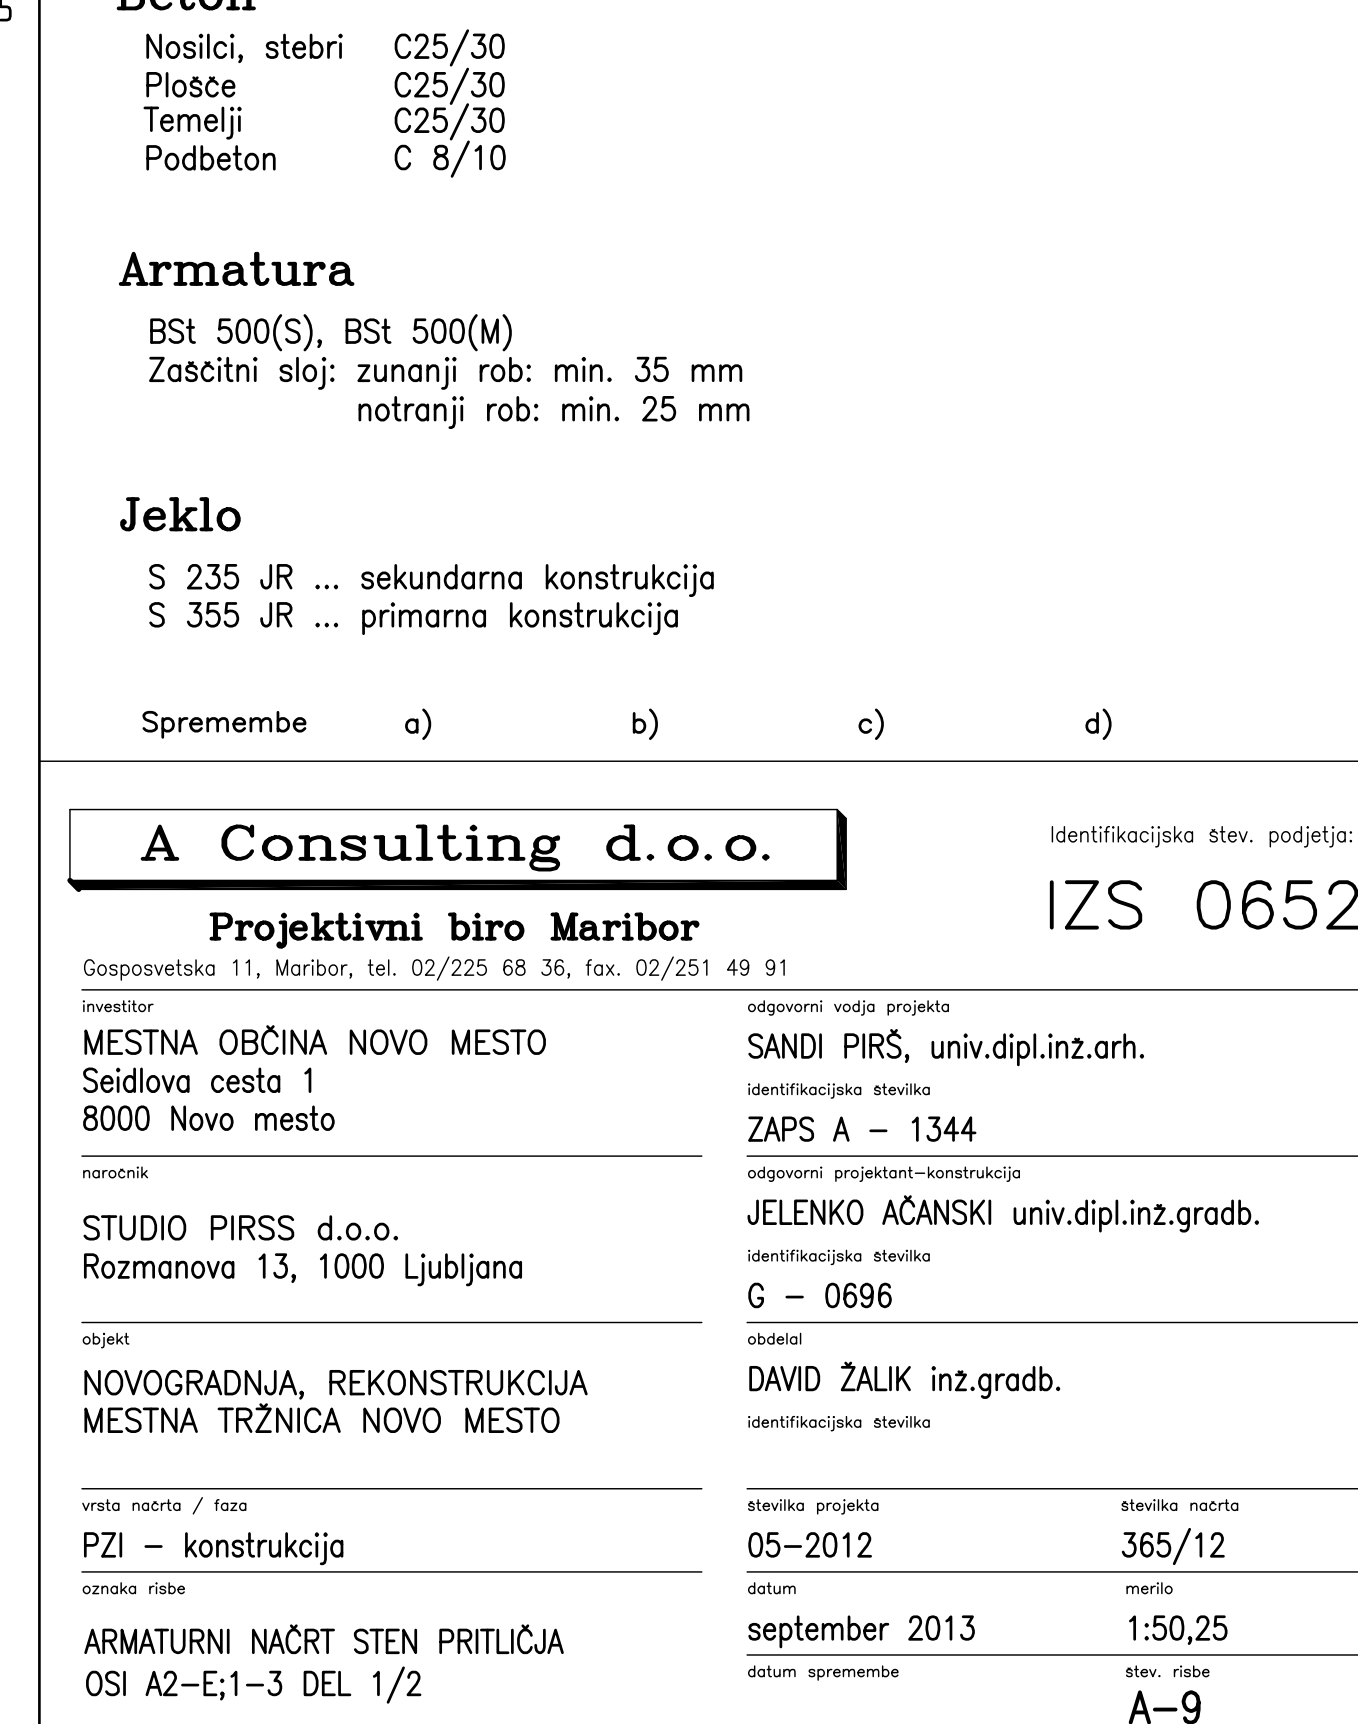 Beton
Nosilci, stebri C25/30
Plošče C25/30
Temelji C25/30
Podbeton C 8/10
Armatura
BSt 500(S), BSt 500(M)
Zaščitni sloj: zunanji rob: min. 35 mm
notranji rob: min. 25 mm
Jeklo
S 235 JR ... sekundarna konstrukcija
S 355 JR ... primarna konstrukcija
Spremembe a) b) c) d)
A Consulting d.o.o.
Identifikacijska štev. podjetja:
IZS 0652
Projektivni biro Maribor
Gosposvetska 11, Maribor, tel. 02/225 68 36, fax. 02/251 49 91
investitor
MESTNA OBČINA NOVO MESTO
Seidlova cesta 1
8000 Novo mesto
odgovorni vodja projekta
SANDI PIRŠ, univ.dipl.inž.arh.
identifikacijska številka
ZAPS A - 1344
naročnik
STUDIO PIRSS d.o.o.
Rozmanova 13, 1000 Ljubljana
odgovorni projektant-konstrukcija
JELENKO AČANSKI univ.dipl.inž.gradb.
identifikacijska številka
G - 0696
objekt
NOVOGRADNJA, REKONSTRUKCIJA
MESTNA TRŽNICA NOVO MESTO
obdelal
DAVID ŽALIK inž.gradb.
identifikacijska številka
vrsta načrta / faza
PZI - konstrukcija
številka projekta
05-2012
številka načrta
365/12
oznaka risbe
ARMATURNI NAČRT STEN PRITLIČJA
OSI A2-E;1-3 DEL 1/2
datum
september 2013
merilo
1:50,25
datum spremembe
štev. risbe
A-9